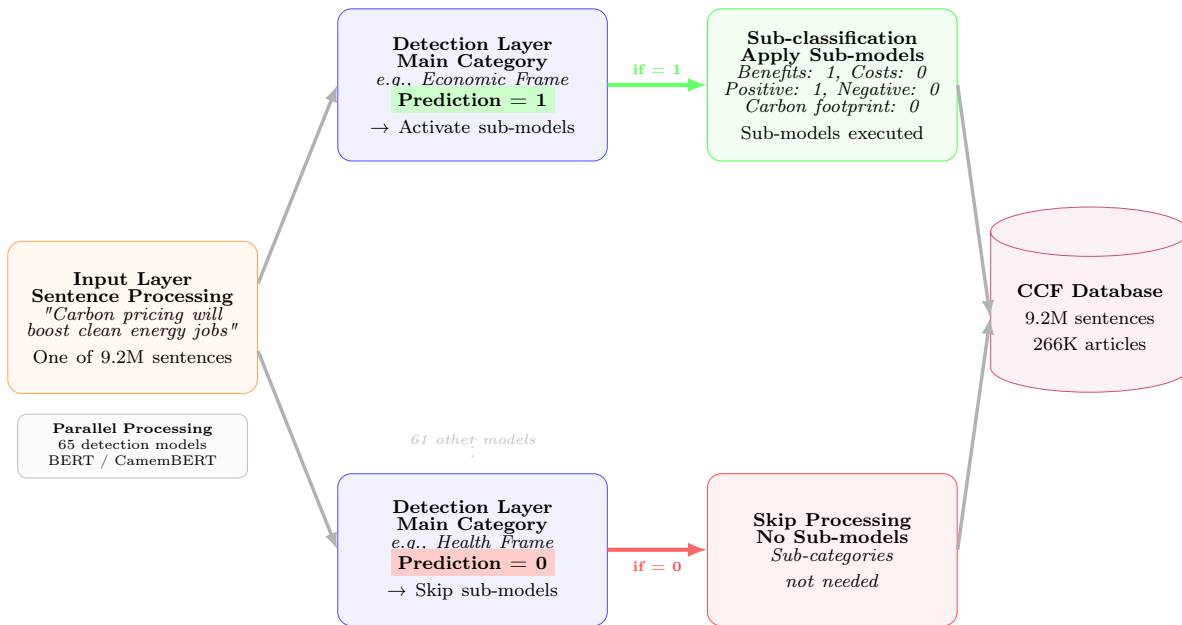 Input Layer
Sentence Processing
"Carbon pricing will
boost clean energy jobs"
One of 9.2M sentences
Parallel Processing
65 detection models
BERT / CamemBERT
Detection Layer
Main Category
e.g., Economic Frame
Prediction = 1
→ Activate sub-models
if = 1
Sub-classification
Apply Sub-models
Benefits: 1, Costs: 0
Positive: 1, Negative: 0
Carbon footprint: 0
Sub-models executed
61 other models
Detection Layer
Main Category
e.g., Health Frame
Prediction = 0
→ Skip sub-models
if = 0
Skip Processing
No Sub-models
Sub-categories
not needed
CCF Database
9.2M sentences
266K articles